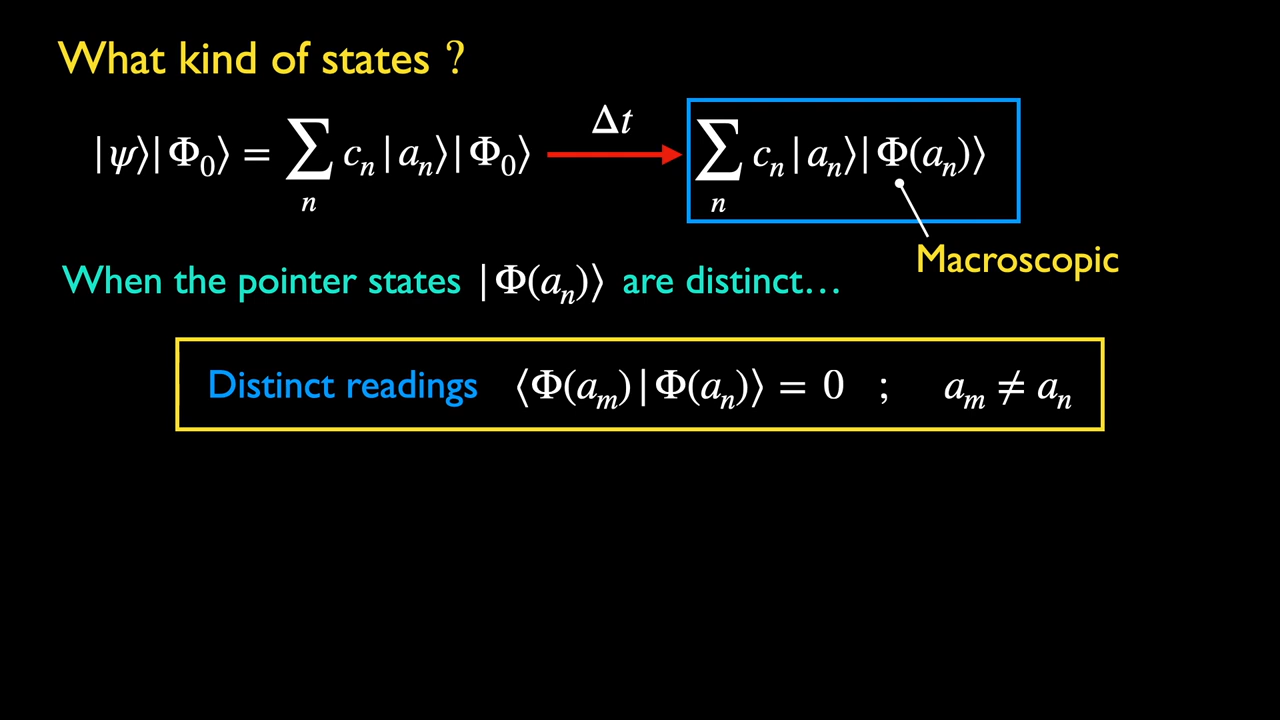 What kind of states ?
|ψ⟩|Φ₀⟩ = ∑ₙ cₙ|aₙ⟩|Φ₀⟩ Δt ∑ₙ cₙ|aₙ⟩|Φ(aₙ)⟩
Macroscopic
When the pointer states |Φ(aₙ)⟩ are distinct…
Distinct readings ⟨Φ(aₘ)|Φ(aₙ)⟩ = 0 ; aₘ ≠ aₙ